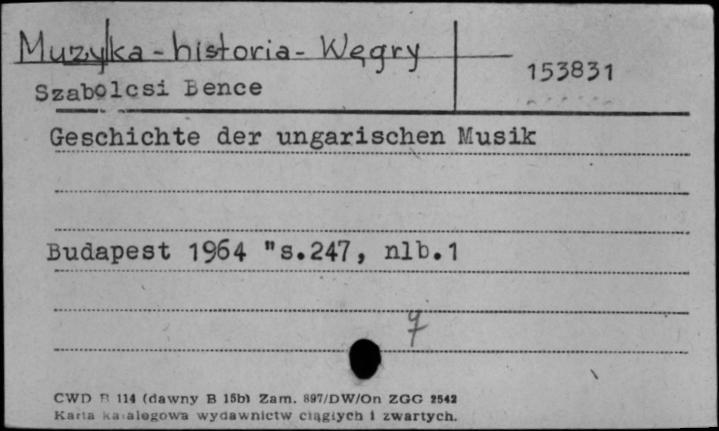 Muzyka - historia - Węgry
153831
Szabolcsi Bence
Geschichte der ungarischen Musik
Budapest 1964 "s.247, nlb.1
CWD B 114 (dawny B 15b) Zam. 897/DW/On ZGG 2542
Karta katalogowa wydawnictw ciągłych i zwartych.